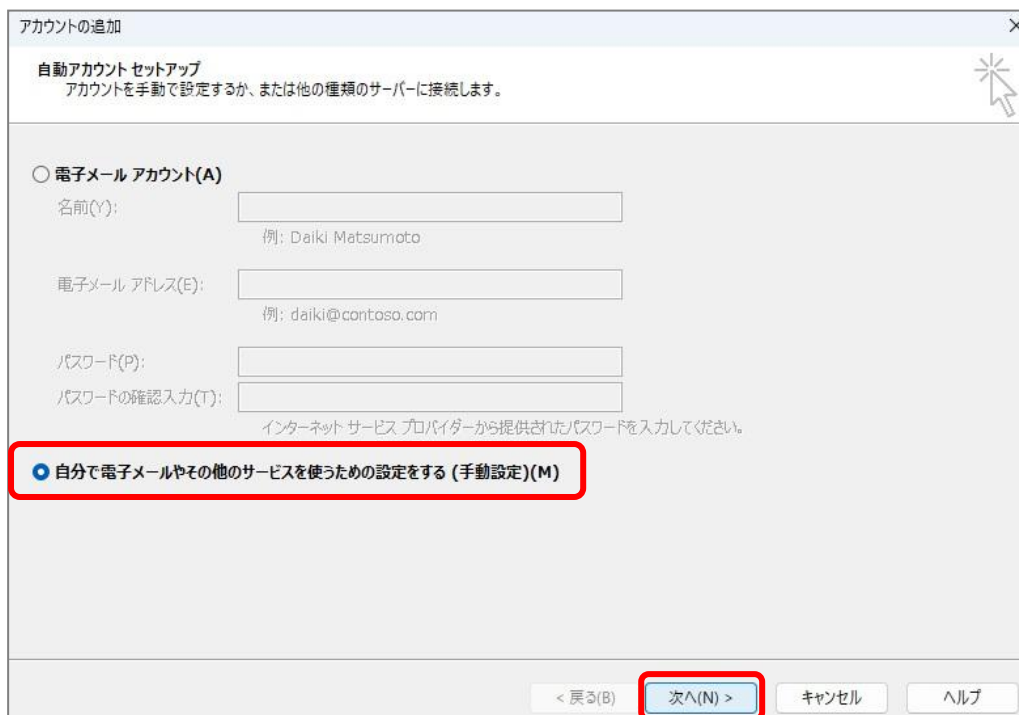 アカウントの追加
自動アカウント セットアップ
アカウントを手動で設定するか、または他の種類のサーバーに接続します。
電子メール アカウント(A)
名前(Y):
例: Daiki Matsumoto
電子メール アドレス(E):
例: daiki@contoso.com
パスワード(P):
パスワードの確認入力(T):
インターネット サービス プロバイダーから提供されたパスワードを入力してください。
自分で電子メールやその他のサービスを使うための設定をする (手動設定)(M)
< 戻る(B) 次へ(N) > キャンセル ヘルプ